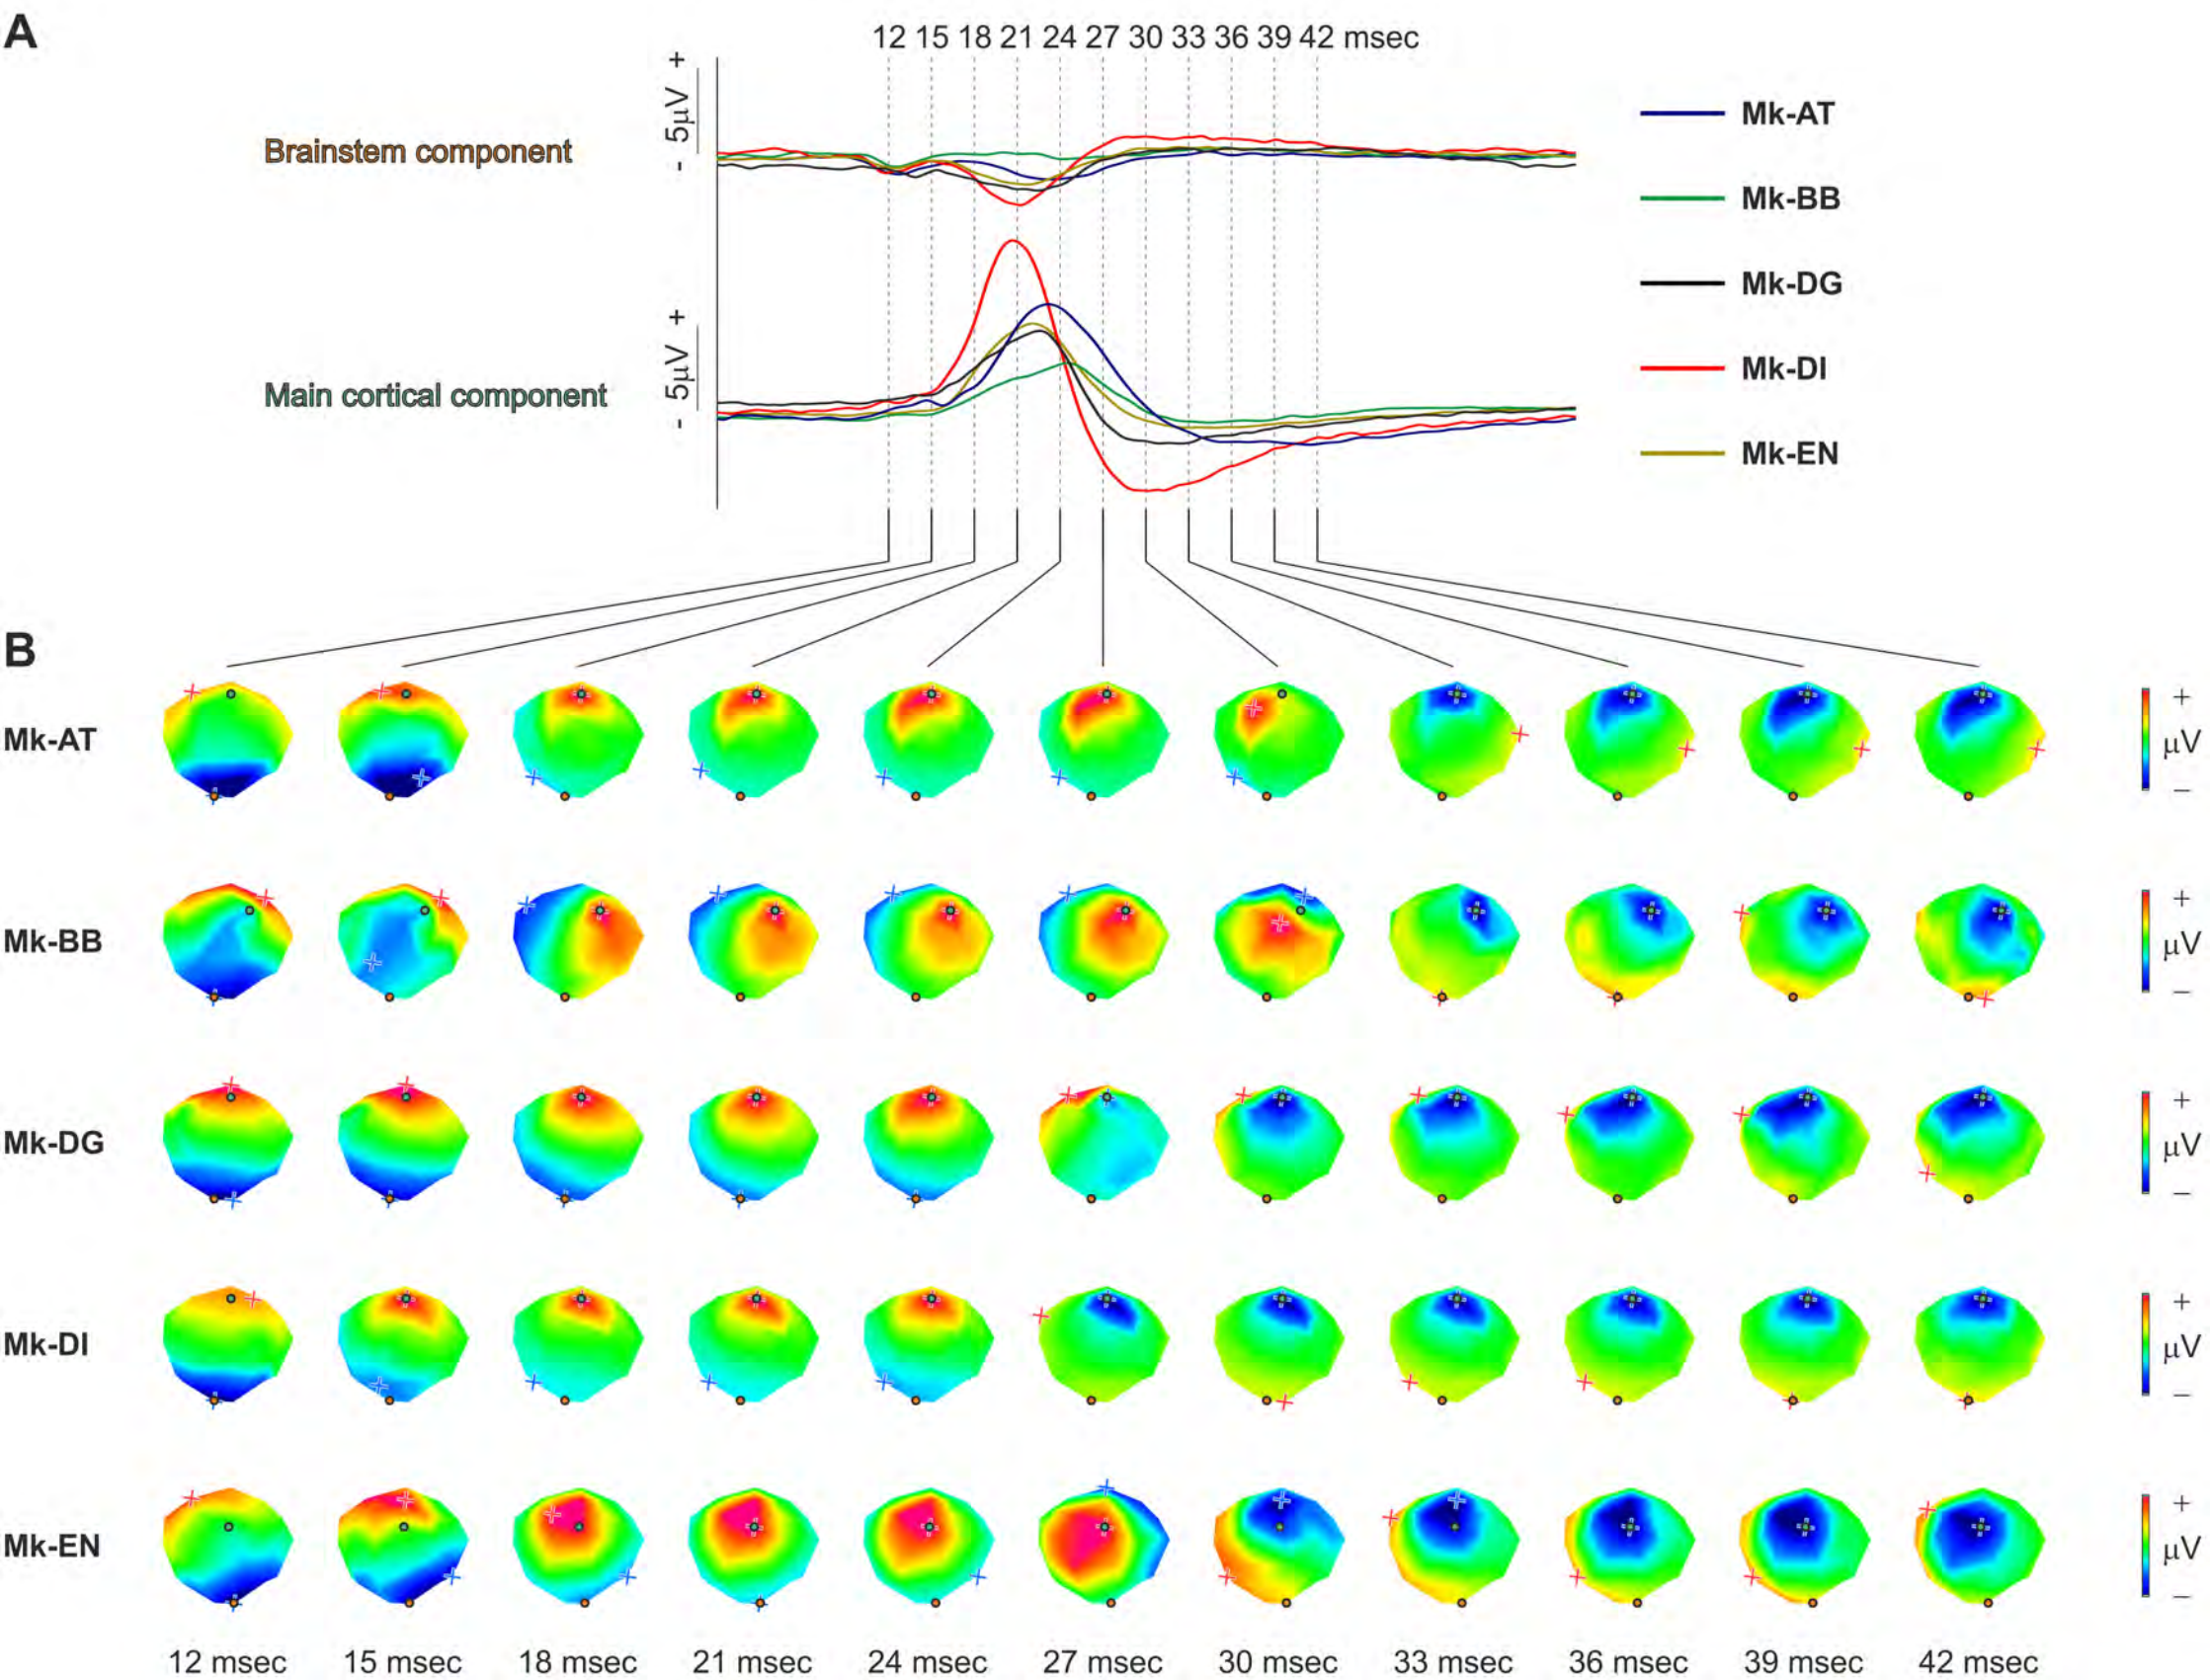 A
12 15 18 21 24 27 30 33 36 39 42 msec
- 5µV +
Brainstem component
- 5µV +
Main cortical component
Mk-AT
Mk-BB
Mk-DG
Mk-DI
Mk-EN
B
Mk-AT
+
µV
–
Mk-BB
+
µV
–
Mk-DG
+
µV
–
Mk-DI
+
µV
–
Mk-EN
+
µV
–
12 msec 15 msec 18 msec 21 msec 24 msec 27 msec 30 msec 33 msec 36 msec 39 msec 42 msec